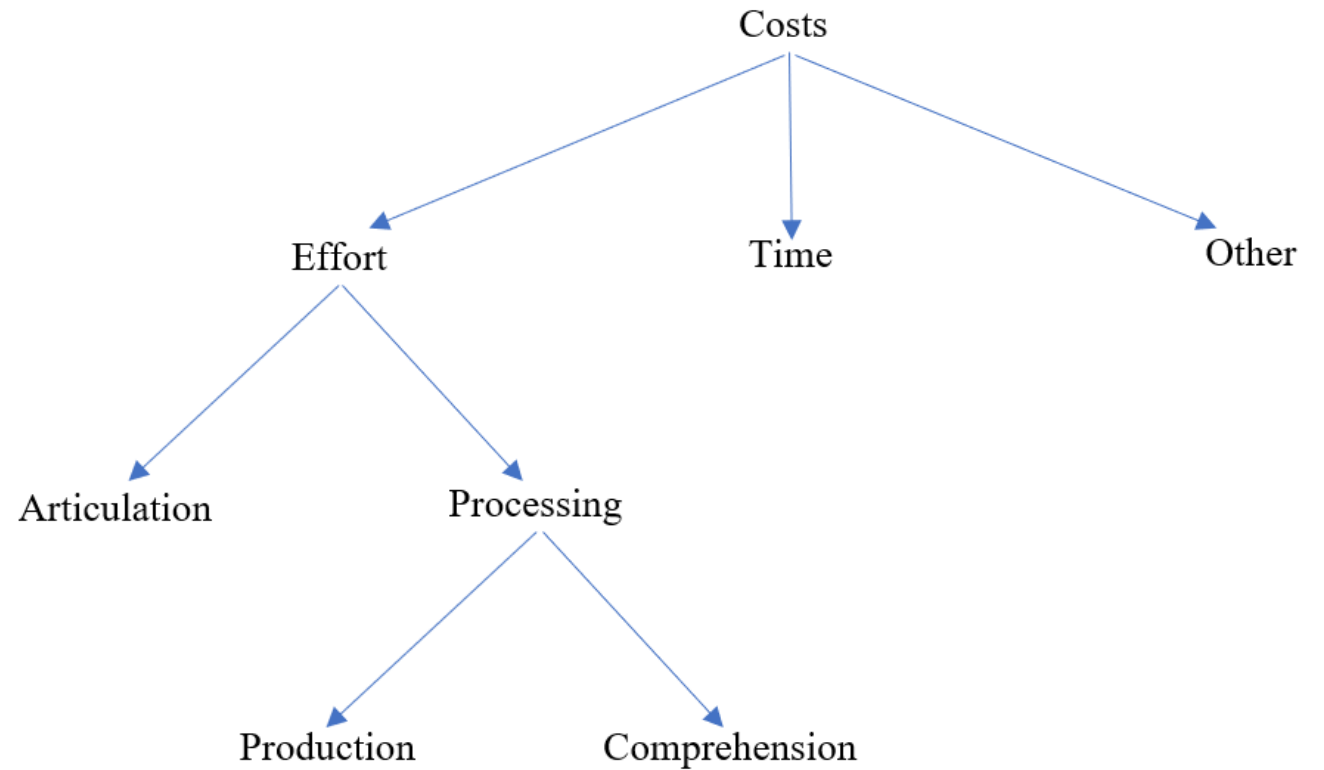 Costs
Effort
Time
Other
Articulation
Processing
Production
Comprehension